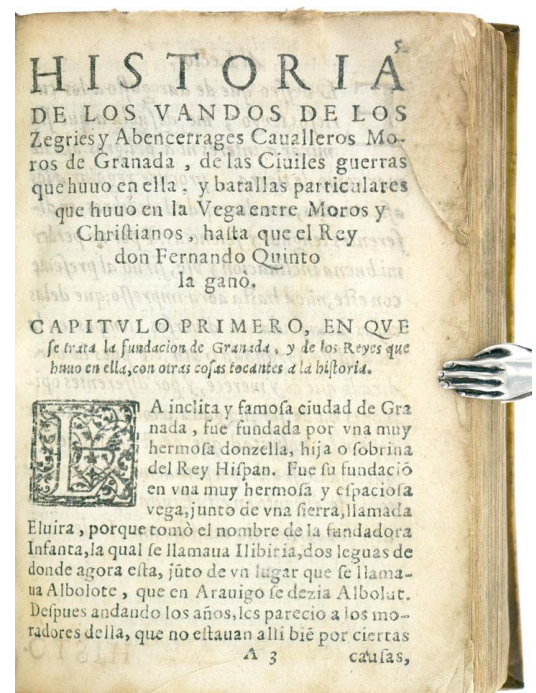 5
HISTORIA
DE LOS VANDOS DE LOS
Zegries y Abencerrages Caualleros Mo-
ros de Granada, de las Ciuiles guerras
que huuo en ella, y batallas particulares
que huuò en la Vega entre Moros y
Chriſtianos, haſta que el Rey
don Fernando Quinto
la ganò.
CAPITVLO PRIMERO, EN QVE
ſe trata la fundacion de Granada, y de los Reyes que
huuo en ella, con otras coſas tocantes a la hiſtoria.
LA inclita y famoſa ciudad de Gra
nada, fue fundada por vna muy
hermoſa donzella, hija o ſobrina
del Rey Hiſpan. Fue ſu fundaciõ
en vna muy hermoſa y eſpacioſa
vega, junto de vna ſierra, llamada
Eluira, porque tomò el nombre de la fundadora
Infanta, la qual ſe llamaua Ilibiria, dos leguas de
donde agora eſta, jũto de vn lugar que ſe llama-
ua Albolote, que en Arauigo ſe dezia Albolut.
Deſpues andando los años, les parecio a los mo-
radores della, que no eſtauan alli biẽ por ciertas
A 3 cauſas,